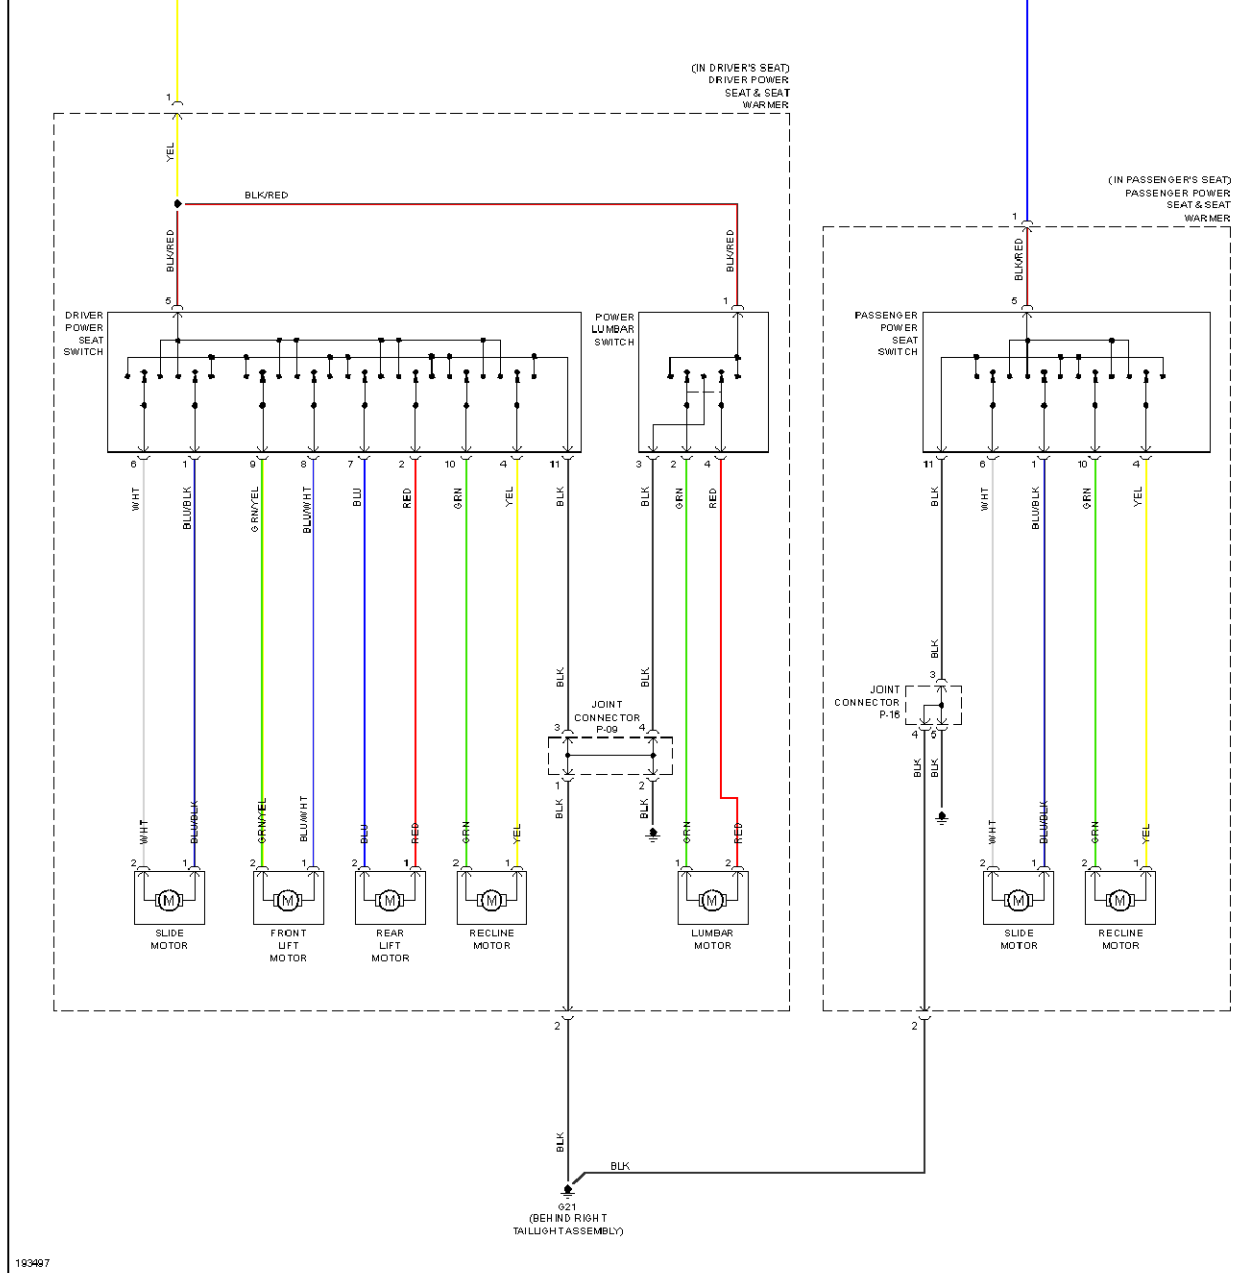 (IN DRIVER'S SEAT)
DRIVER POWER
SEAT & SEAT
WARMER
1
YEL
BLK/RED
BLK/RED
BLK/RED
5
1
DRIVER
POWER
SEAT
SWITCH
POWER
LUMBAR
SWITCH
(IN PASSENGER'S SEAT)
PASSENGER POWER
SEAT & SEAT
WARMER
1
BLK/RED
5
PASSENGER
POWER
SEAT
SWITCH
6 1 9 8 7 2 10 4 11 3 2 4 11 6 1 10 4
WHT BLU/BLK GRN/YEL BLU/WHT BLU RED GRN YEL BLK BLK GRN RED BLK WHT BLU/BLK GRN YEL
BLK BLK BLK
3
JOINT
CONNECTOR
P-16
4 5
BLK BLK
JOINT
CONNECTOR
P-09
3 4
1 2
BLK BLK
WHT BLU/BLK GRN/YEL BLU/WHT BLU RED GRN YEL GRN RED WHT BLU/BLK GRN YEL
2 1 2 1 2 1 2 1 1 2 2 1 2 1
M M M M M M M
SLIDE
MOTOR
FRONT
LIFT
MOTOR
REAR
LIFT
MOTOR
RECLINE
MOTOR
LUMBAR
MOTOR
SLIDE
MOTOR
RECLINE
MOTOR
2 2
BLK
BLK
G21
(BEHIND RIGHT
TAILLIGHT ASSEMBLY)
193497